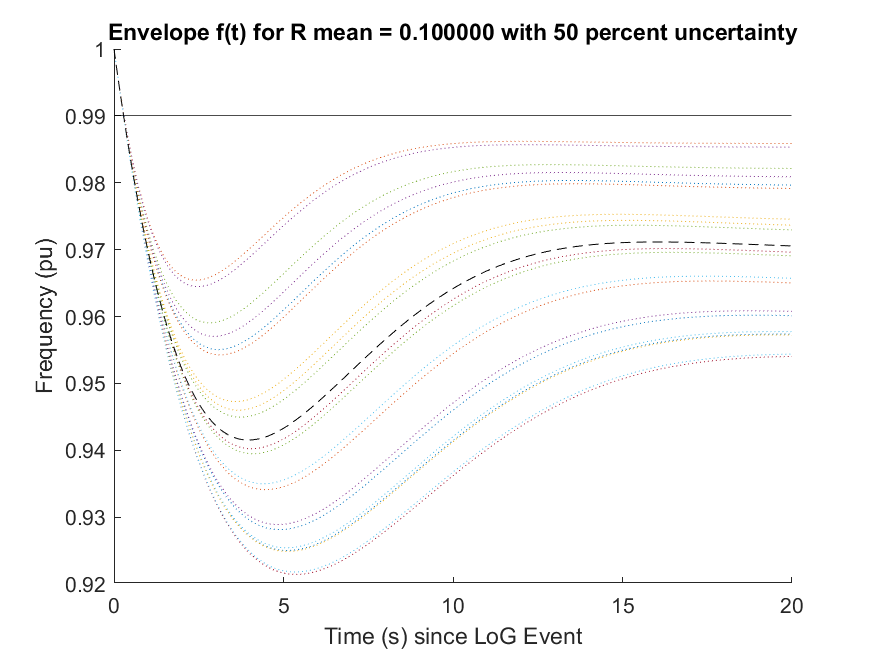 Envelope f(t) for R mean = 0.100000 with 50 percent uncertainty
1
0.99
0.98
0.97
0.96
0.95
0.94
0.93
0.92
Frequency (pu)
0 5 10 15 20
Time (s) since LoG Event